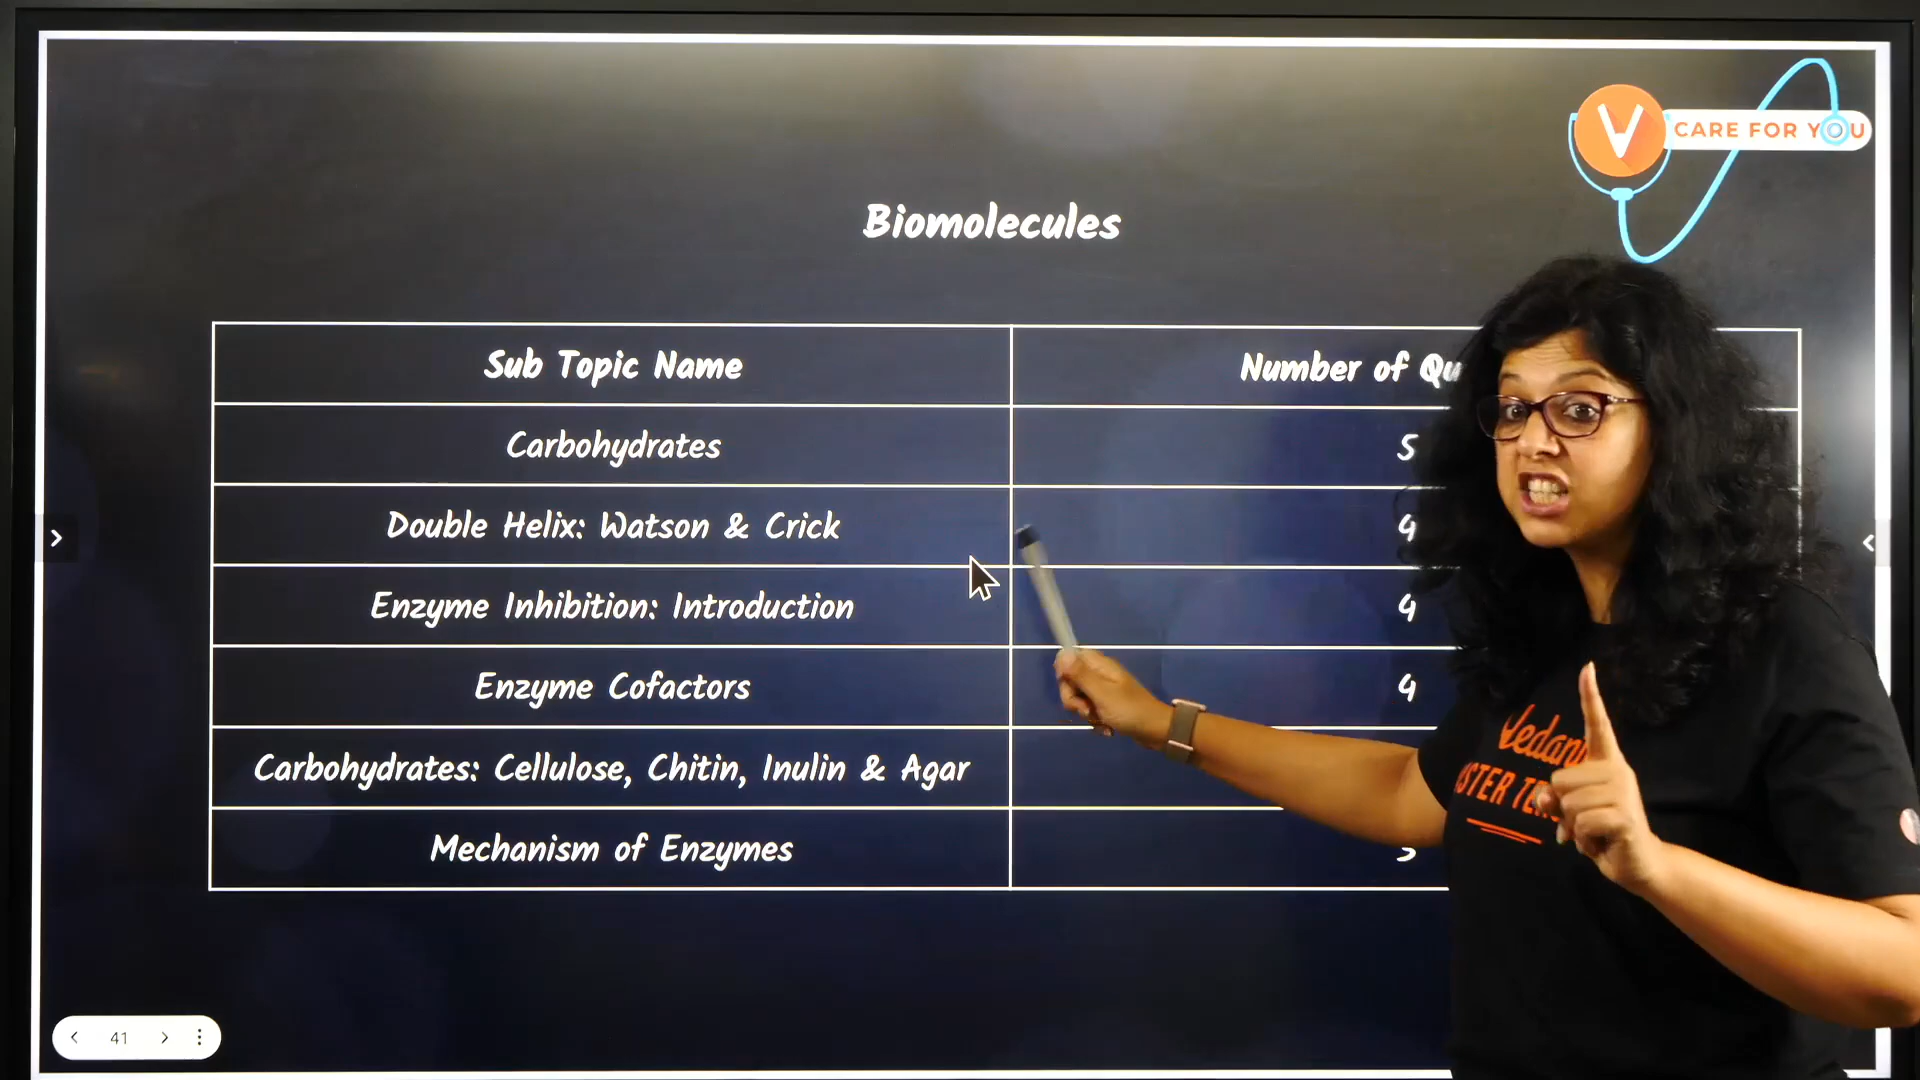 CARE FOR YOU
Biomolecules
Sub Topic Name
Number of Qu
Carbohydrates
5
Double Helix: Watson & Crick
4
Enzyme Inhibition: Introduction
4
Enzyme Cofactors
4
Carbohydrates: Cellulose, Chitin, Inulin & Agar
Mechanism of Enzymes
41